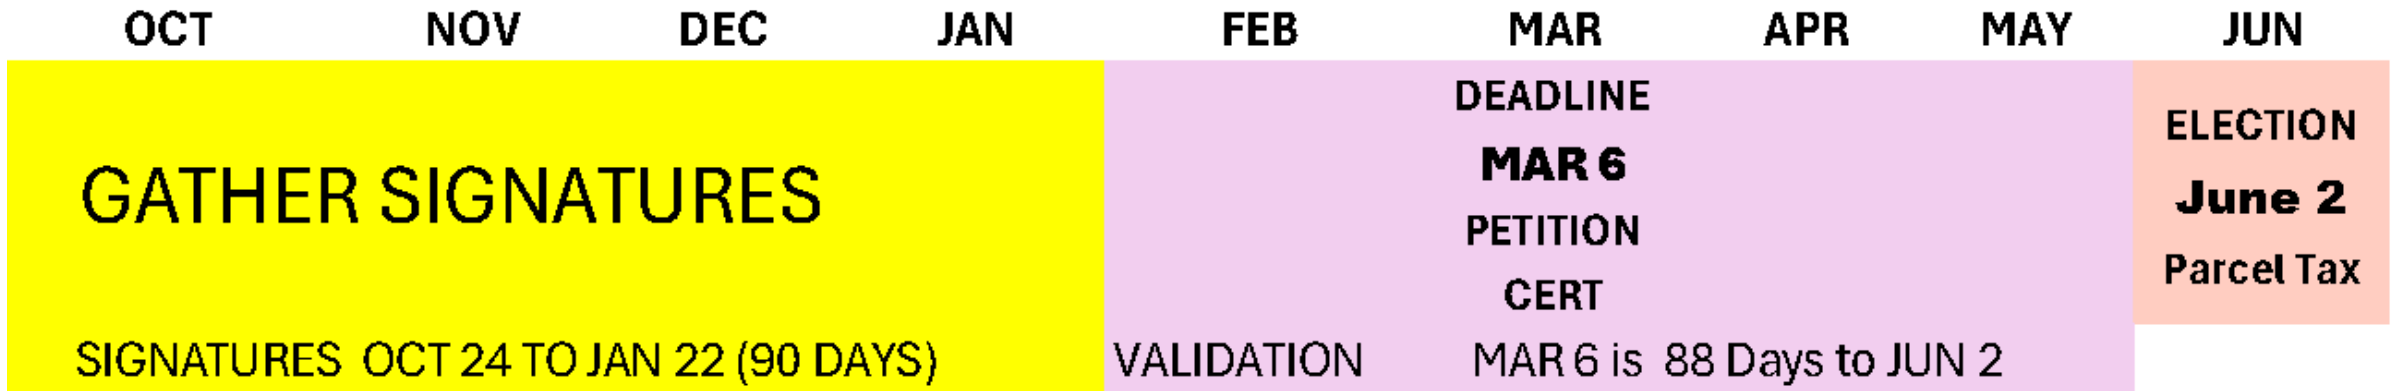 OCT NOV DEC JAN FEB MAR APR MAY JUN
GATHER SIGNATURES
SIGNATURES OCT 24 TO JAN 22 (90 DAYS)
DEADLINE
MAR 6
PETITION
CERT
VALIDATION MAR 6 is 88 Days to JUN 2
ELECTION
June 2
Parcel Tax